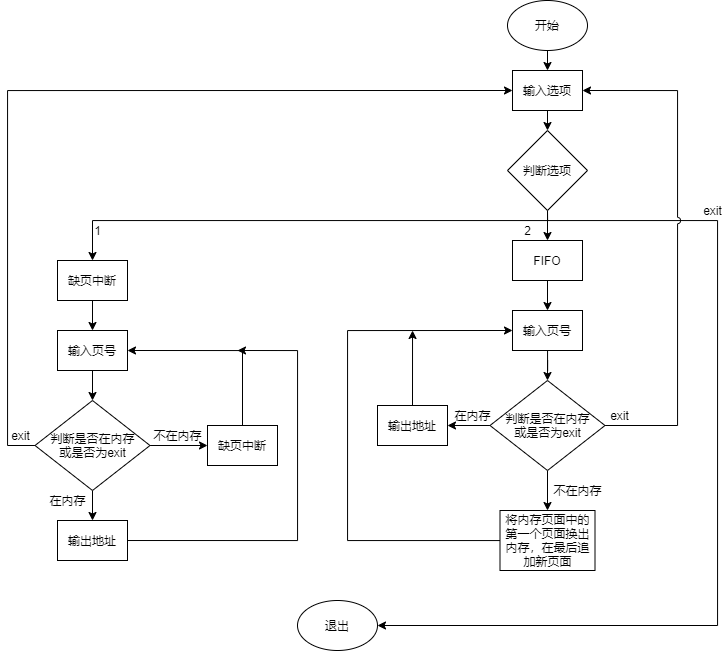 开始
输入选项
判断选项
exit
1
2
缺页中断
FIFO
输入页号
输入页号
判断是否在内存
或是否为exit
exit
不在内存
缺页中断
在内存
输出地址
输出地址
在内存
判断是否在内存
或是否为exit
exit
不在内存
将内存页面中的
第一个页面换出
内存，在最后追
加新页面
退出